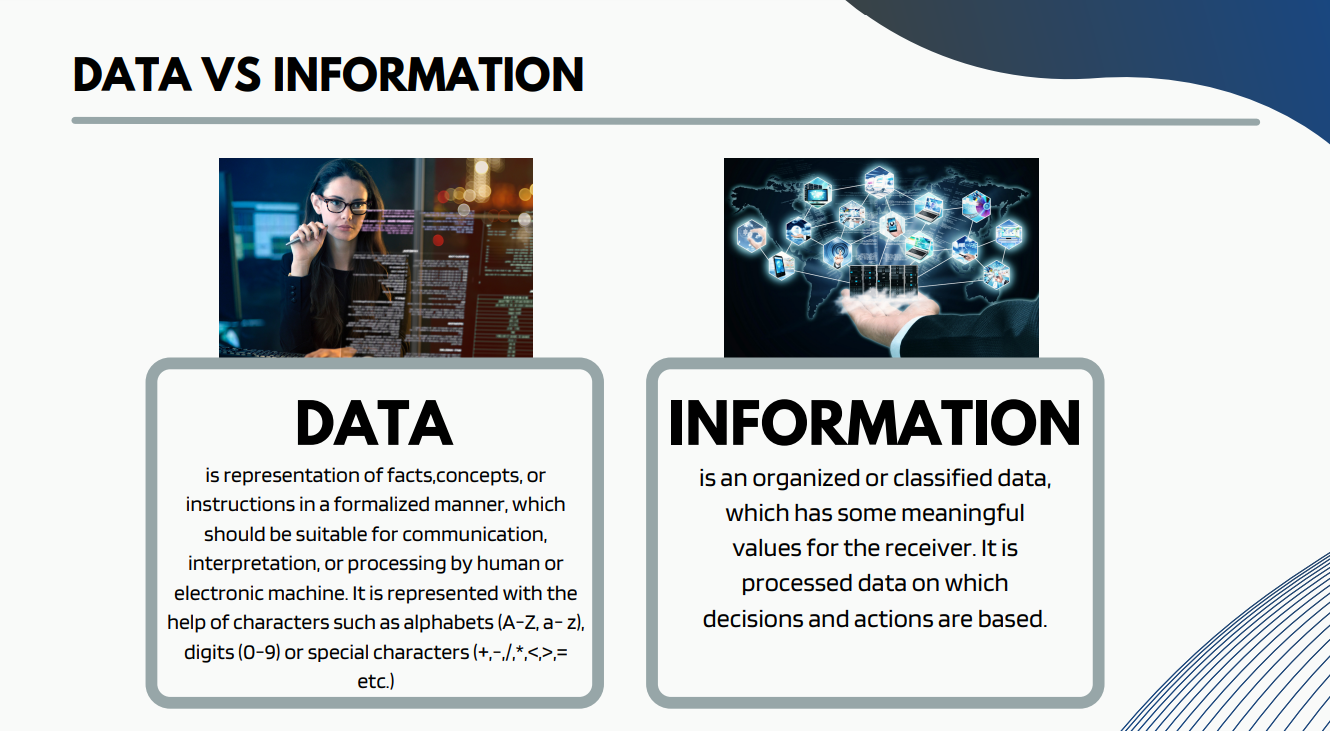 DATA VS INFORMATION
DATA
is representation of facts,concepts, or
instructions in a formalized manner, which
should be suitable for communication,
interpretation, or processing by human or
electronic machine. It is represented with the
help of characters such as alphabets (A-Z, a- z),
digits (0-9) or special characters (+,-,/,*,<,>,=
etc.)
INFORMATION
is an organized or classified data,
which has some meaningful
values for the receiver. It is
processed data on which
decisions and actions are based.